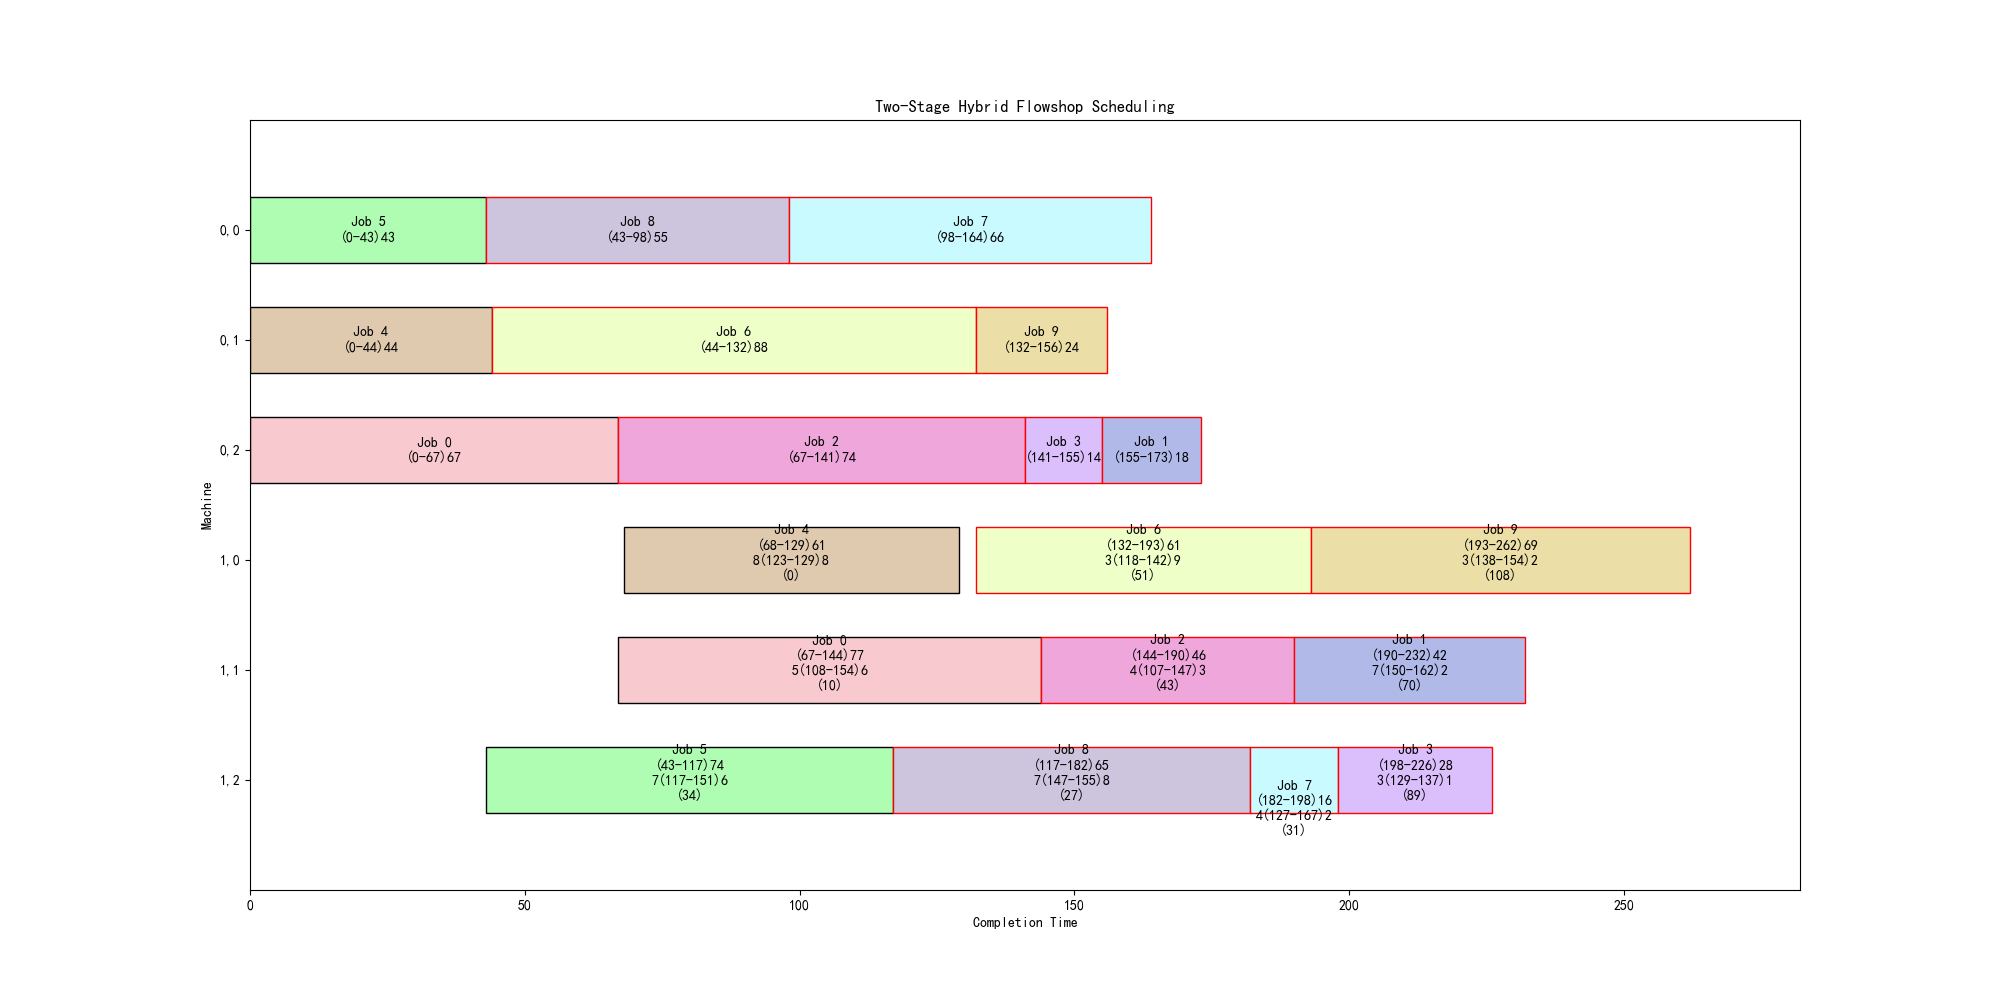 Two-Stage Hybrid Flowshop Scheduling
0,0
Job 5
(0-43)43
Job 8
(43-98)55
Job 7
(98-164)66
0,1
Job 4
(0-44)44
Job 6
(44-132)88
Job 9
(132-156)24
0,2
Job 0
(0-67)67
Job 2
(67-141)74
Job 3
(141-155)14
Job 1
(155-173)18
Machine
1,0
Job 4
(68-129)61
8(123-129)8
(0)
Job 6
(132-193)61
3(118-142)9
(51)
Job 9
(193-262)69
3(138-154)2
(108)
1,1
Job 0
(67-144)77
5(108-154)6
(10)
Job 2
(144-190)46
4(107-147)3
(43)
Job 1
(190-232)42
7(150-162)2
(70)
1,2
Job 5
(43-117)74
7(117-151)6
(34)
Job 8
(117-182)65
7(147-155)8
(27)
Job 7
(182-198)16
4(127-167)2
(31)
Job 3
(198-226)28
3(129-137)1
(89)
0
50
100
150
200
250
Completion Time